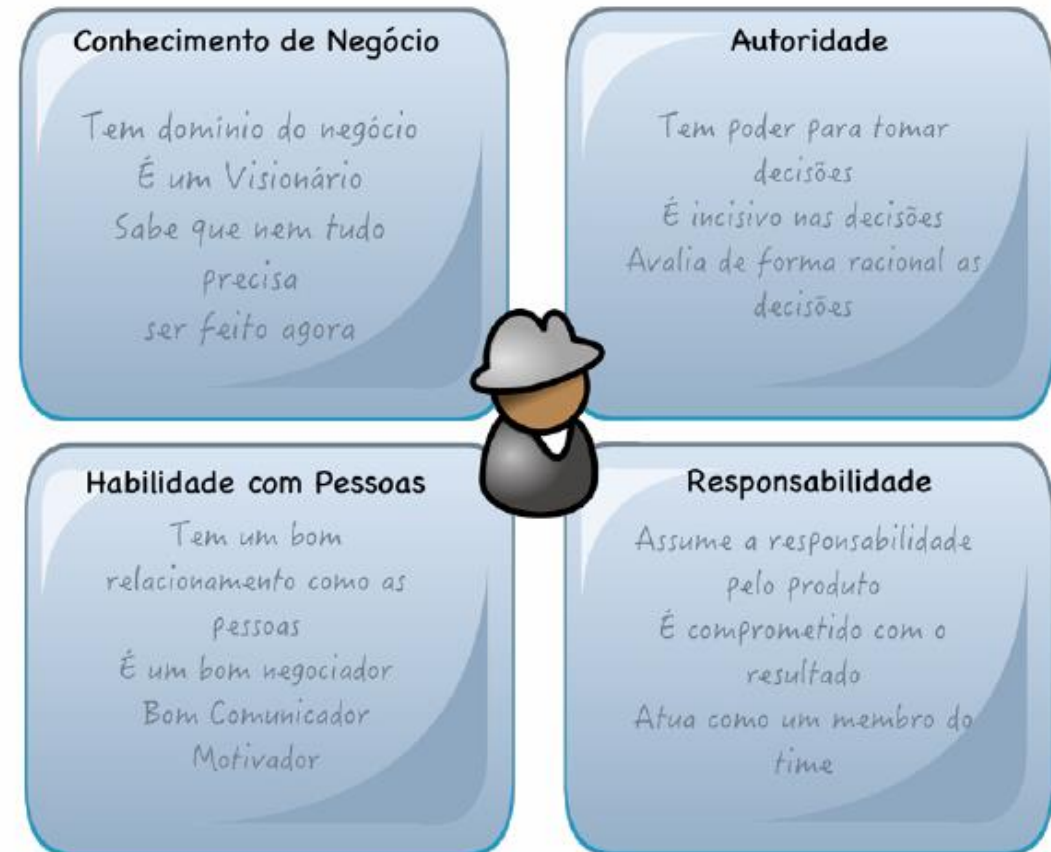 Conhecimento de Negócio
Tem domínio do negócio
É um Visionário
Sabe que nem tudo
precisa
ser feito agora
Autoridade
Tem poder para tomar
decisões
É incisivo nas decisões
Avalia de forma racional as
decisões
Habilidade com Pessoas
Tem um bom
relacionamento como as
pessoas
É um bom negociador
Bom Comunicador
Motivador
Responsabilidade
Assume a responsabilidade
pelo produto
É comprometido com o
resultado
Atua como um membro do
time